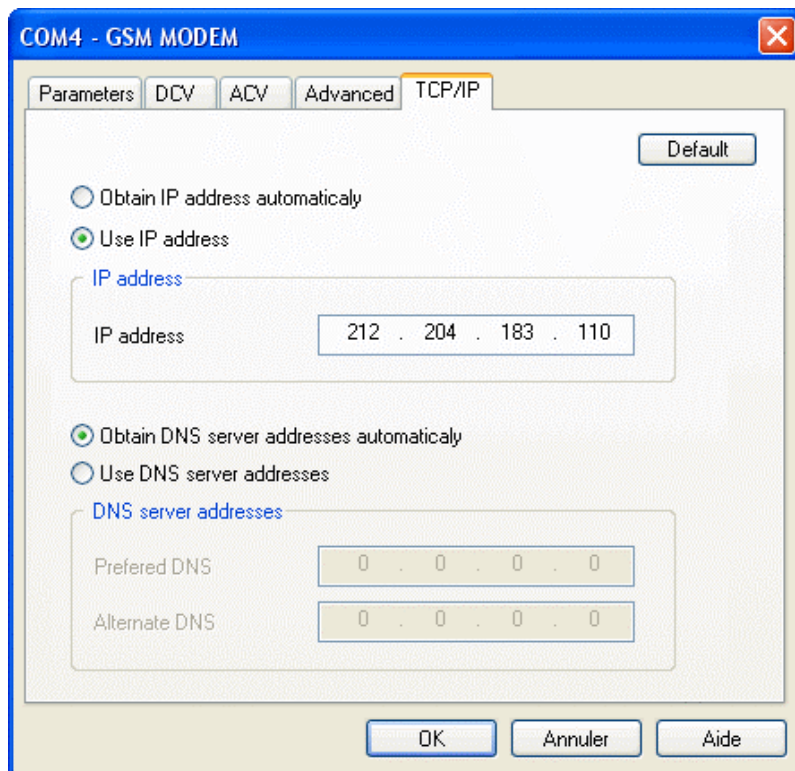 COM4 - GSM MODEM
Parameters DCV ACV Advanced TCP/IP
Default
Obtain IP address automaticaly
Use IP address
IP address
IP address 212 . 204 . 183 . 110
Obtain DNS server addresses automaticaly
Use DNS server addresses
DNS server addresses
Prefered DNS 0 . 0 . 0 . 0
Alternate DNS 0 . 0 . 0 . 0
OK Annuler Aide